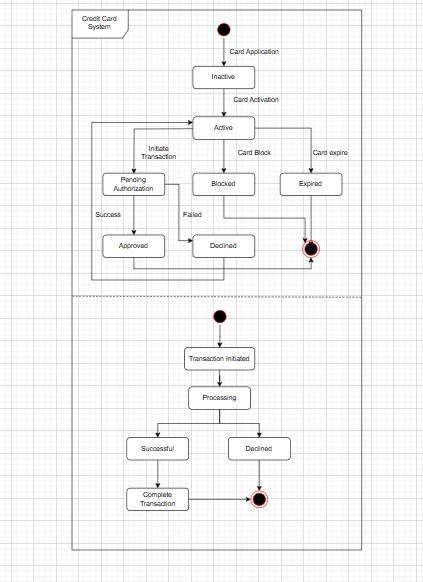 Credit Card
System
Card Application
Inactive
Card Activation
Active
Initiate
Transaction
Card Block
Card expire
Pending
Authorization
Blocked
Expired
Success
Failed
Approved
Declined
Transaction Initiated
Processing
Successful
Declined
Complete
Transaction